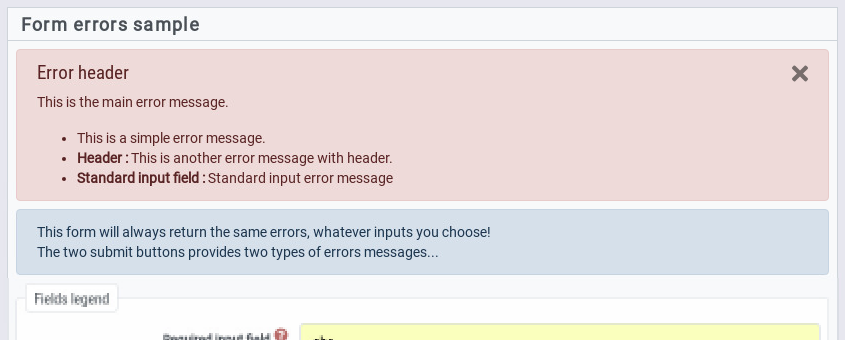 Form errors sample
Error header
This is the main error message.
• This is a simple error message.
• Header : This is another error message with header.
• Standard input field : Standard input error message
This form will always return the same errors, whatever inputs you choose!
The two submit buttons provides two types of errors messages...
Fields legend
Required input field ?